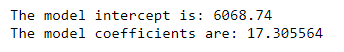 The model intercept is: 6068.74
The model coefficients are: 17.305564